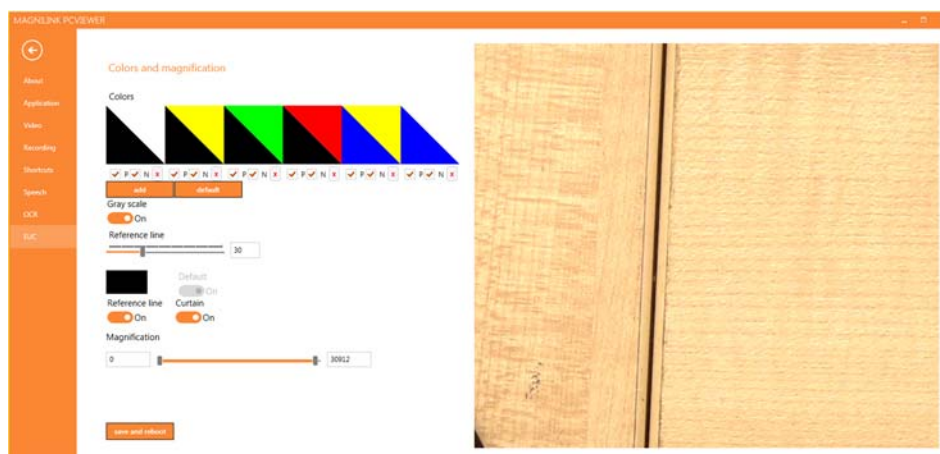 MAGNILINK PCVIEWER
About
Application
Video
Recording
Shortcuts
Speech
OCR
Colors and magnification
Colors
P N x P N x P N x P N x P N x P N x
add default
Gray scale
On
Reference line
30
Default
On
Reference line Curtain
On On
Magnification
0 30912
save and reboot